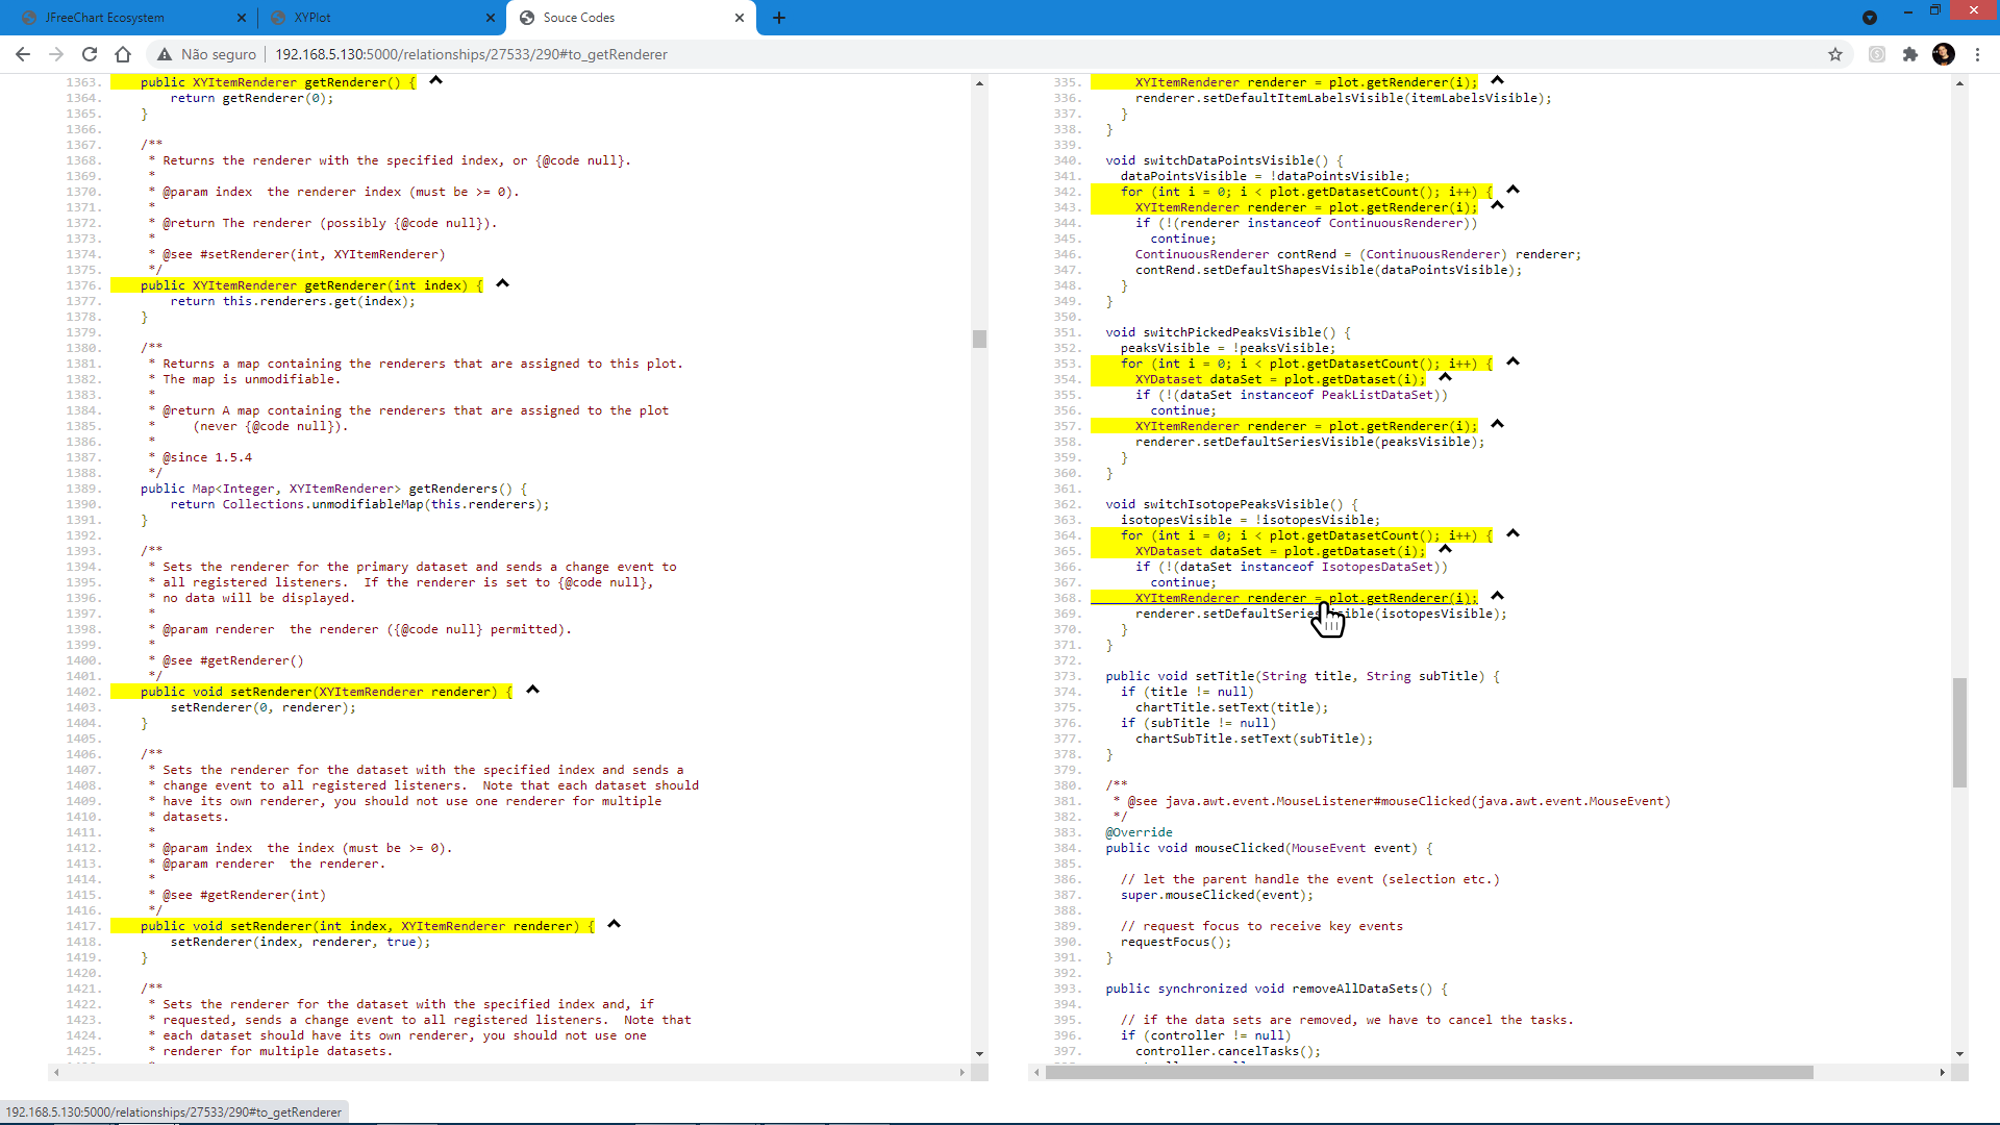 JFreeChart Ecosystem
XYPlot
Souce Codes
Não seguro
192.168.5.130:5000/relationships/27533/290#to_getRenderer
1363. public XYItemRenderer getRenderer() {
1364. return getRenderer(0);
1365. }
1366.
1367. /**
1368. * Returns the renderer with the specified index, or {@code null}.
1369. *
1370. * @param index  the renderer index (must be >= 0).
1371. *
1372. * @return The renderer (possibly {@code null}).
1373. *
1374. * @see #setRenderer(int, XYItemRenderer)
1375. */
1376. public XYItemRenderer getRenderer(int index) {
1377. return this.renderers.get(index);
1378. }
1379.
1380. /**
1381. * Returns a map containing the renderers that are assigned to this plot.
1382. * The map is unmodifiable.
1383. *
1384. * @return A map containing the renderers that are assigned to the plot
1385. *     (never {@code null}).
1386. *
1387. * @since 1.5.4
1388. */
1389. public Map<Integer, XYItemRenderer> getRenderers() {
1390. return Collections.unmodifiableMap(this.renderers);
1391. }
1392.
1393. /**
1394. * Sets the renderer for the primary dataset and sends a change event to
1395. * all registered listeners.  If the renderer is set to {@code null},
1396. * no data will be displayed.
1397. *
1398. * @param renderer  the renderer ({@code null} permitted).
1399. *
1400. * @see #getRenderer()
1401. */
1402. public void setRenderer(XYItemRenderer renderer) {
1403. setRenderer(0, renderer);
1404. }
1405.
1406. /**
1407. * Sets the renderer for the dataset with the specified index and sends a
1408. * change event to all registered listeners.  Note that each dataset should
1409. * have its own renderer, you should not use one renderer for multiple
1410. * datasets.
1411. *
1412. * @param index  the index (must be >= 0).
1413. * @param renderer  the renderer.
1414. *
1415. * @see #getRenderer(int)
1416. */
1417. public void setRenderer(int index, XYItemRenderer renderer) {
1418. setRenderer(index, renderer, true);
1419. }
1420.
1421. /**
1422. * Sets the renderer for the dataset with the specified index and, if
1423. * requested, sends a change event to all registered listeners.  Note that
1424. * each dataset should have its own renderer, you should not use one
1425. * renderer for multiple datasets.
335. XYItemRenderer renderer = plot.getRenderer(i);
336. renderer.setDefaultItemLabelsVisible(itemLabelsVisible);
337. }
338. }
339.
340. void switchDataPointsVisible() {
341. dataPointsVisible = !dataPointsVisible;
342. for (int i = 0; i < plot.getDatasetCount(); i++) {
343. XYItemRenderer renderer = plot.getRenderer(i);
344. if (!(renderer instanceof ContinuousRenderer))
345. continue;
346. ContinuousRenderer contRend = (ContinuousRenderer) renderer;
347. contRend.setDefaultShapesVisible(dataPointsVisible);
348. }
349. }
350.
351. void switchPickedPeaksVisible() {
352. peaksVisible = !peaksVisible;
353. for (int i = 0; i < plot.getDatasetCount(); i++) {
354. XYDataset dataSet = plot.getDataset(i);
355. if (!(dataSet instanceof PeakListDataSet))
356. continue;
357. XYItemRenderer renderer = plot.getRenderer(i);
358. renderer.setDefaultSeriesVisible(peaksVisible);
359. }
360. }
361.
362. void switchIsotopePeaksVisible() {
363. isotopesVisible = !isotopesVisible;
364. for (int i = 0; i < plot.getDatasetCount(); i++) {
365. XYDataset dataSet = plot.getDataset(i);
366. if (!(dataSet instanceof IsotopesDataSet))
367. continue;
368. XYItemRenderer renderer = plot.getRenderer(i);
369. renderer.setDefaultSeriesVisible(isotopesVisible);
370. }
371. }
372.
373. public void setTitle(String title, String subTitle) {
374. if (title != null)
375. chartTitle.setText(title);
376. if (subTitle != null)
377. chartSubTitle.setText(subTitle);
378. }
379.
380. /**
381. * @see java.awt.event.MouseListener#mouseClicked(java.awt.event.MouseEvent)
382. */
383. @Override
384. public void mouseClicked(MouseEvent event) {
385.
386. // let the parent handle the event (selection etc.)
387. super.mouseClicked(event);
388.
389. // request focus to receive key events
390. requestFocus();
391. }
392.
393. public synchronized void removeAllDataSets() {
394.
395. // if the data sets are removed, we have to cancel the tasks.
396. if (controller != null)
397. controller.cancelTasks();
192.168.5.130:5000/relationships/27533/290#to_getRenderer